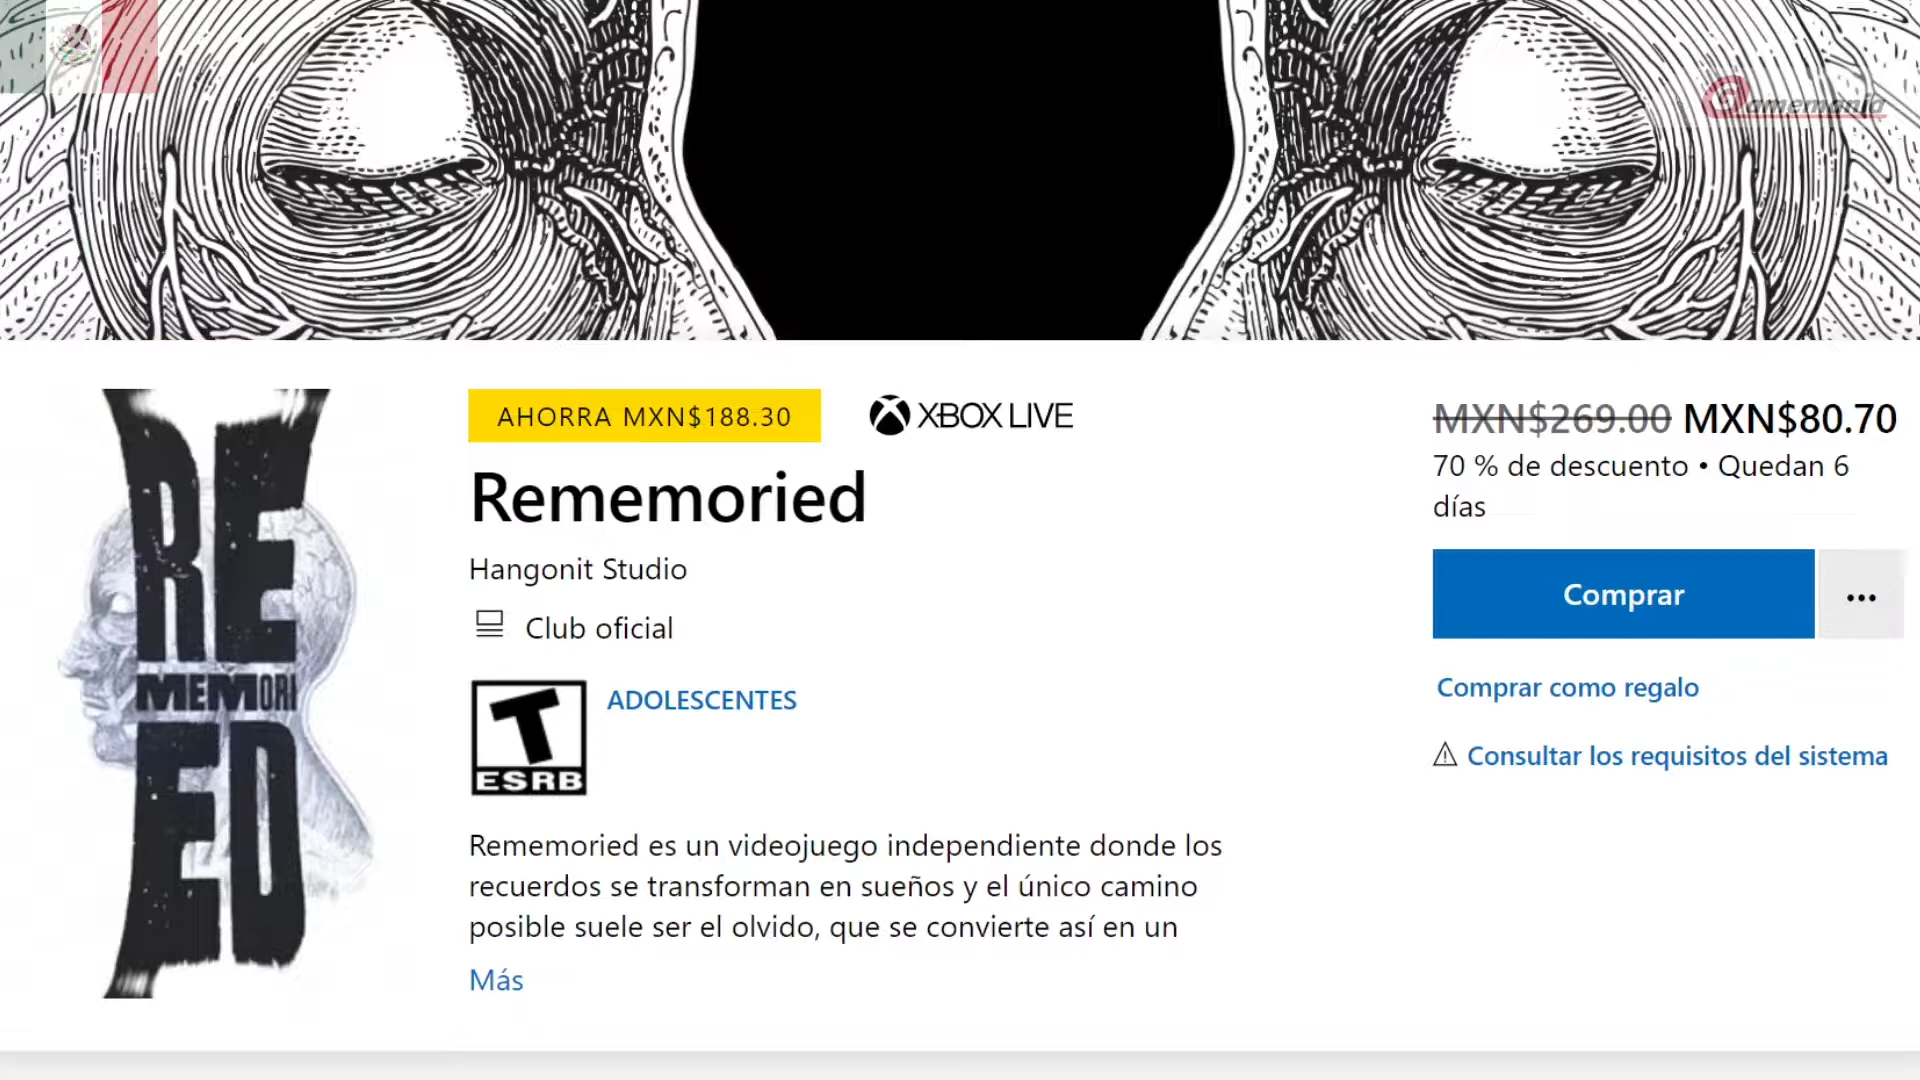 Gamemania
AHORRA MXN$188.30
XBOX LIVE
MXN$269.00 MXN$80.70
70 % de descuento • Quedan 6
días
Rememoried
Hangonit Studio
Club oficial
Comprar
...
Comprar como regalo
Consultar los requisitos del sistema
T
ESRB
ADOLESCENTES
RE
MEMORI
ED
Rememoried es un videojuego independiente donde los
recuerdos se transforman en sueños y el único camino
posible suele ser el olvido, que se convierte así en un
Más